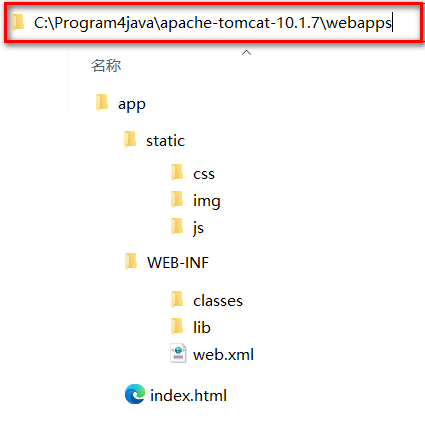 C:\Program4java\apache-tomcat-10.1.7\webapps
名称
app
static
css
img
js
WEB-INF
classes
lib
web.xml
index.html